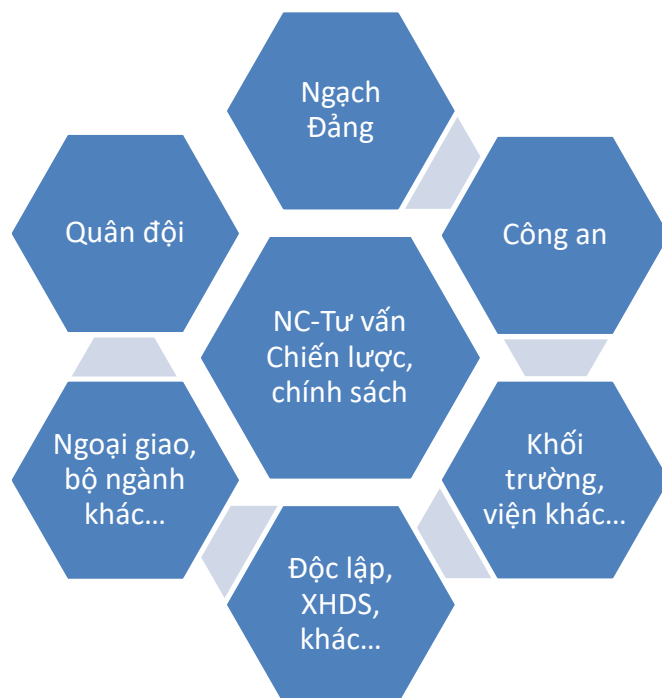 Ngạch
Đảng
Quân đội
Công an
NC-Tư vấn
Chiến lược,
chính sách
Ngoại giao,
bộ ngành
khác...
Khối
trường,
viện khác...
Độc lập,
XHDS,
khác...